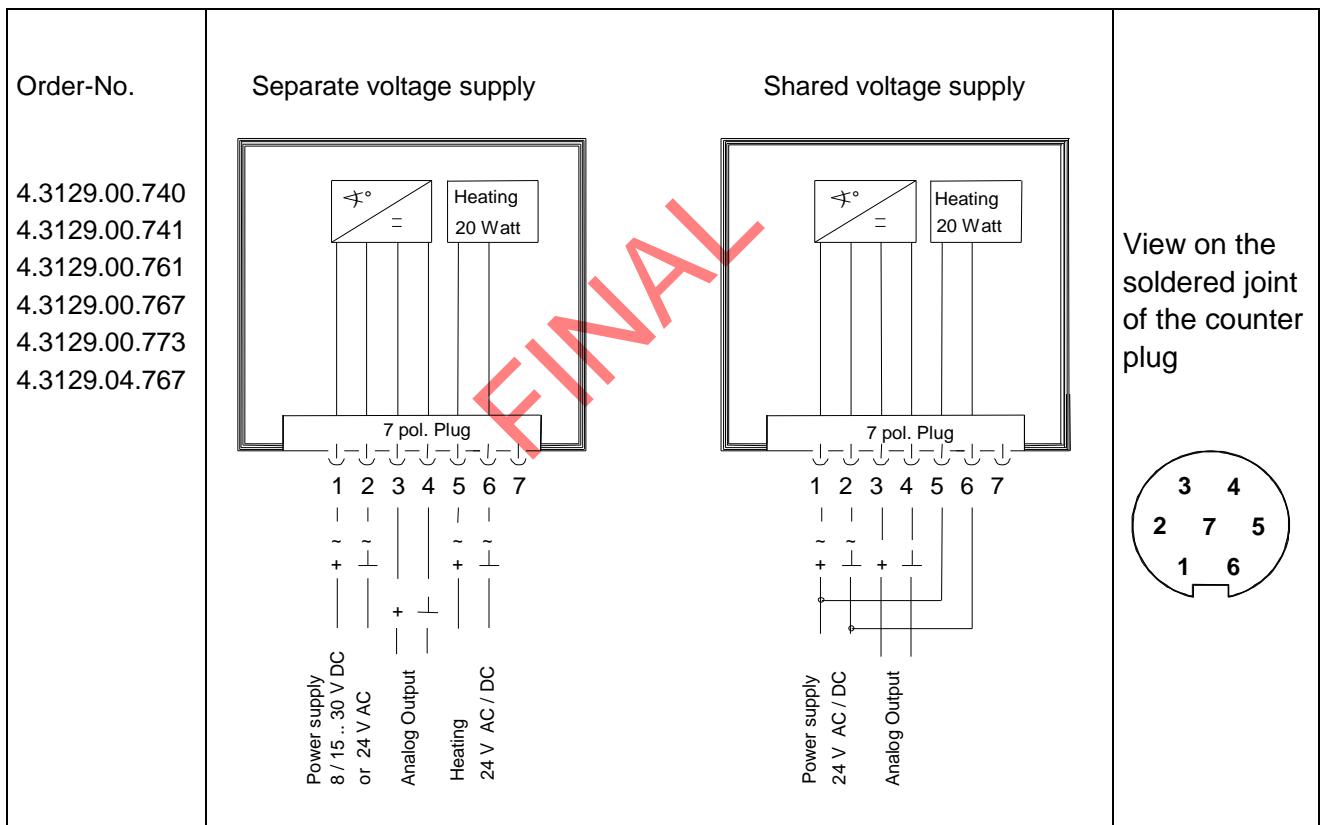 Order-No.
4.3129.00.740
4.3129.00.741
4.3129.00.761
4.3129.00.767
4.3129.00.773
4.3129.04.767
Separate voltage supply
Heating
20 Watt
7 pol. Plug
1 2 3 4 5 6 7
~ ~ ~ ~
+ +
+
Power supply
8 / 15 .. 30 V DC
or 24 V AC
Analog Output
Heating
24 V AC / DC
Shared voltage supply
Heating
20 Watt
7 pol. Plug
1 2 3 4 5 6 7
~ ~
+ +
Power supply
24 V AC / DC
Analog Output
FINAL
View on the
soldered joint
of the counter
plug
3 4
2 7 5
1 6